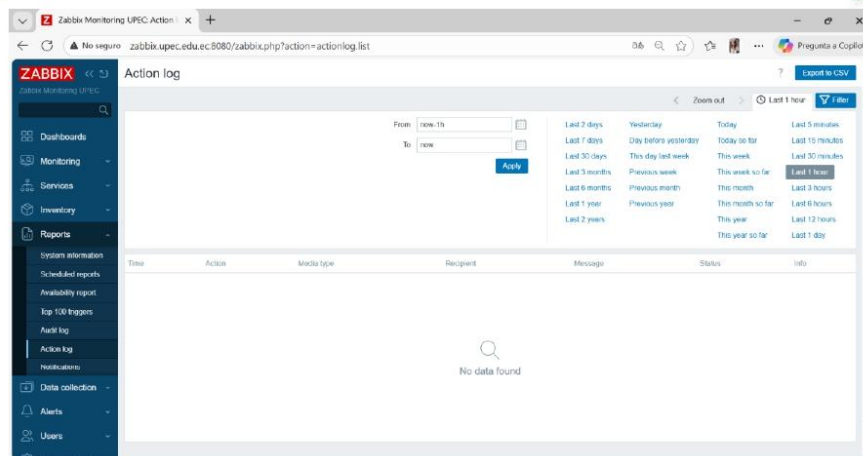 Zabbix Monitoring UPEC: Action l
No seguro zabbix.upec.edu.ec:8080/zabbix.php?action=actionlog.list
Pregunta a Copilot
ZABBIX
Zabbix Monitoring UPEC
Dashboards
Monitoring
Services
Inventory
Reports
System information
Scheduled reports
Availability report
Top 100 triggers
Audit log
Action log
Notifications
Data collection
Alerts
Users
Action log
? Export to CSV
Zoom out Last 1 hour Filter
From now-1h
To now
Apply
Last 2 days Yesterday Today Last 5 minutes
Last 7 days Day before yesterday Today so far Last 15 minutes
Last 30 days This day last week This week Last 30 minutes
Last 3 months Previous week This week so far Last 1 hour
Last 6 months Previous month This month Last 3 hours
Last 1 year Previous year This month so far Last 6 hours
Last 2 years This year Last 12 hours
This year so far Last 1 day
Time Action Media type Recipient Message Status Info
No data found